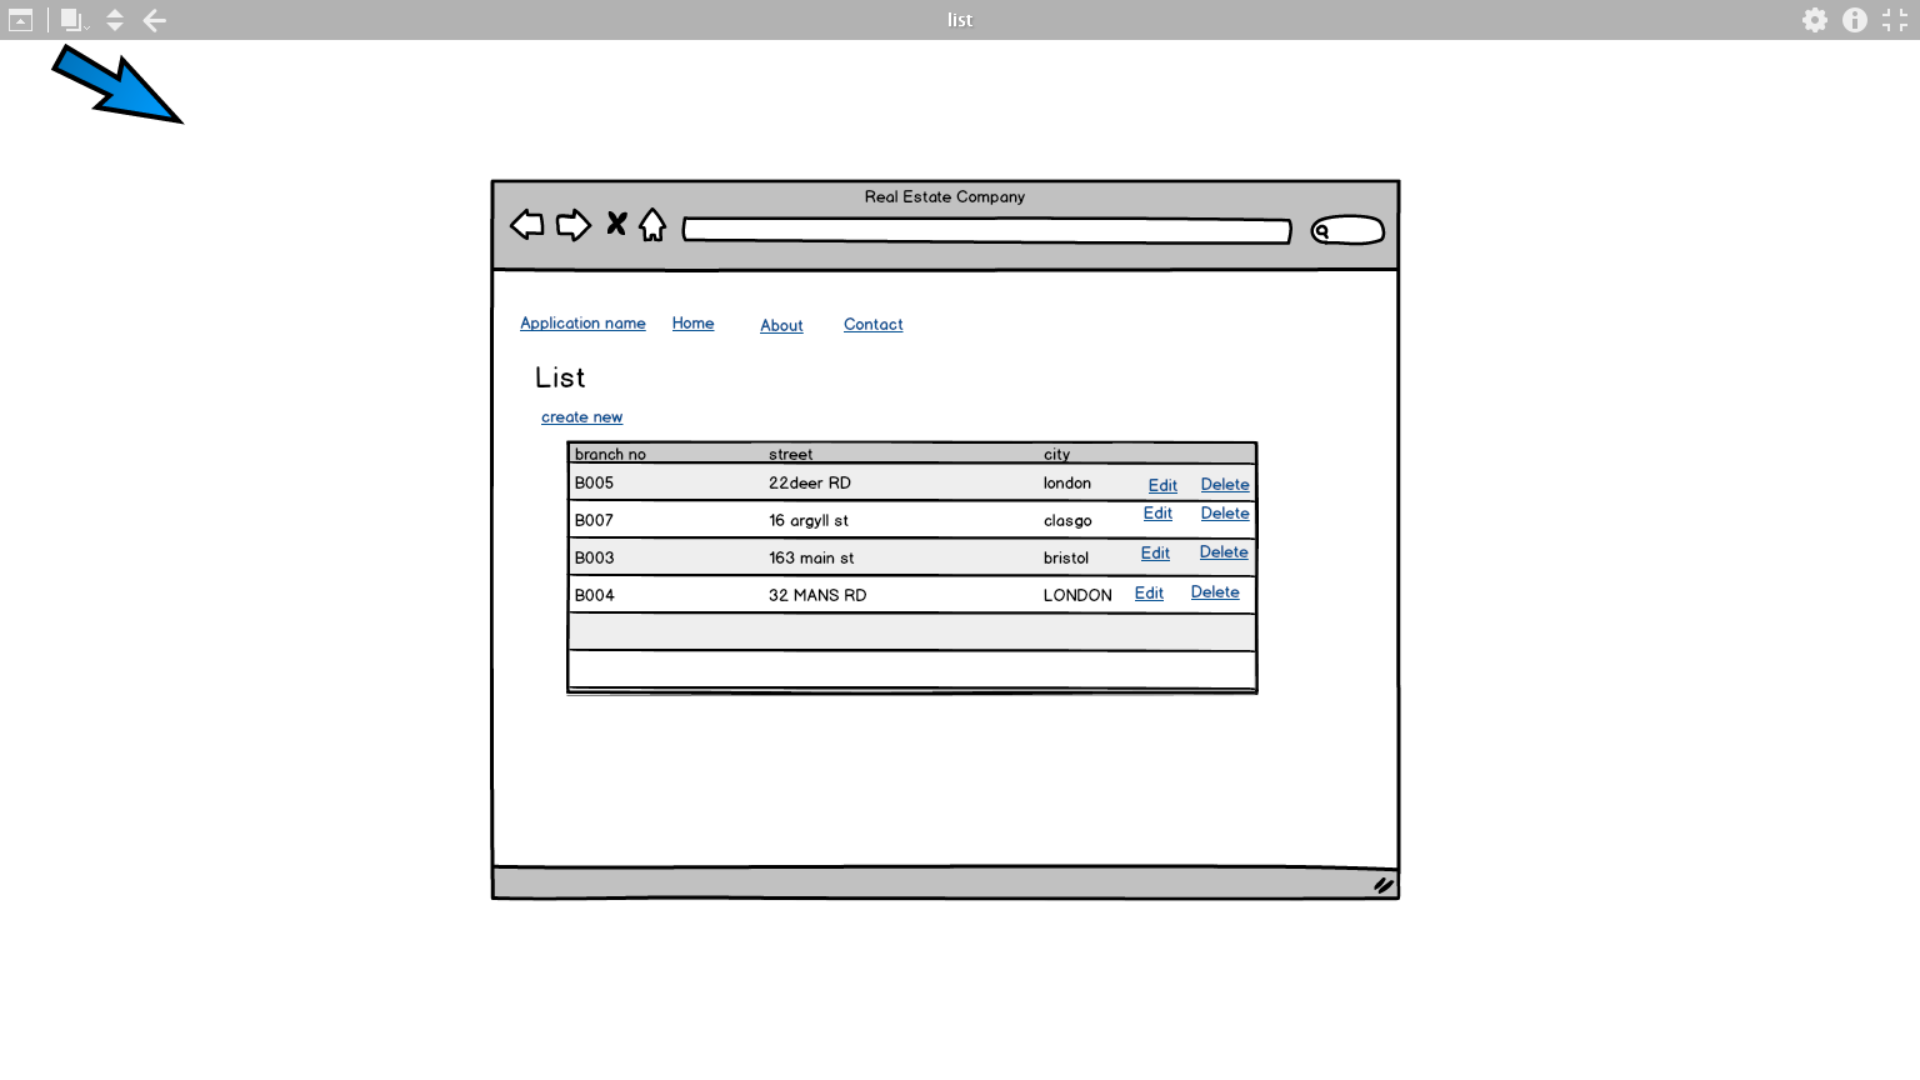 list
Real Estate Company
Application name Home About Contact
List
create new
branch no street city
B005 22deer RD london Edit Delete
B007 16 argyll st clasgo Edit Delete
B003 163 main st bristol Edit Delete
B004 32 MANS RD LONDON Edit Delete